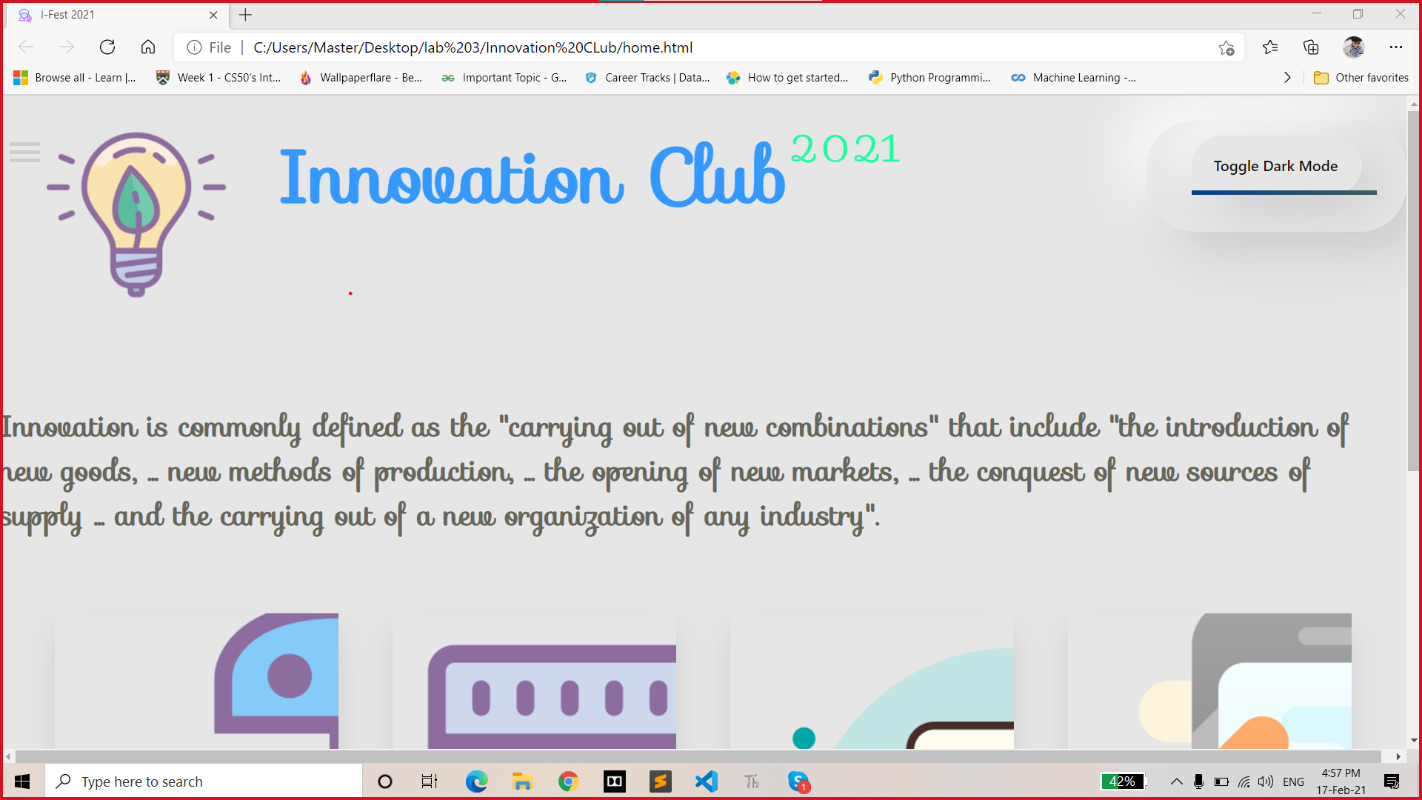 I-Fest 2021
File | C:/Users/Master/Desktop/lab%203/Innovation%20CLub/home.html
Browse all - Learn |... Week 1 - CS50's Int... Wallpaperflare - Be... Important Topic - G... Career Tracks | Data... How to get started... Python Programmi... Machine Learning -... Other favorites
Innovation Club 2021
Toggle Dark Mode
Innovation is commonly defined as the "carrying out of new combinations" that include "the introduction of
new goods, ... new methods of production, ... the opening of new markets, ... the conquest of new sources of
supply ... and the carrying out of a new organization of any industry".
Type here to search
Th
1
42%
ENG
4:57 PM
17-Feb-21